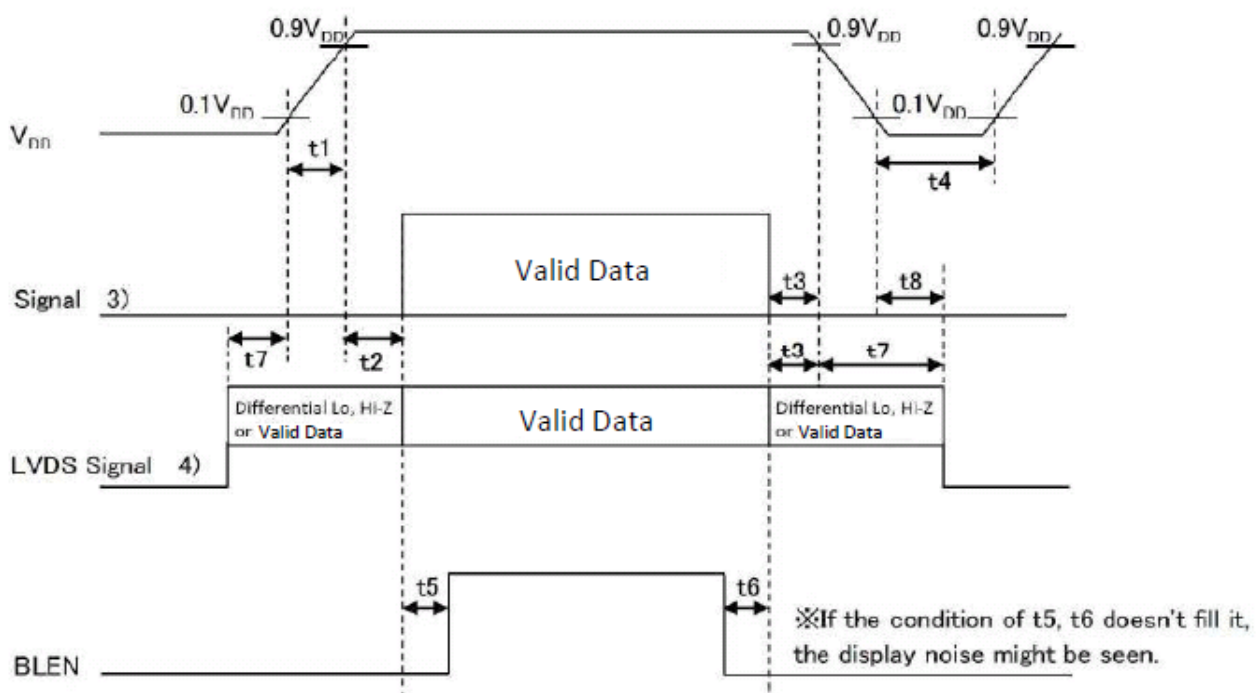 0.9VDD 0.9VDD 0.9VDD
0.1VDD 0.1VDD
VDD
t1
t4
Valid Data
t3 t8
Signal 3)
t7 t2 t3 t7
Differential Lo, Hi-Z
or Valid Data
Valid Data
Differential Lo, Hi-Z
or Valid Data
LVDS Signal 4)
t5 t6
※If the condition of t5, t6 doesn't fill it,
the display noise might be seen.
BLEN